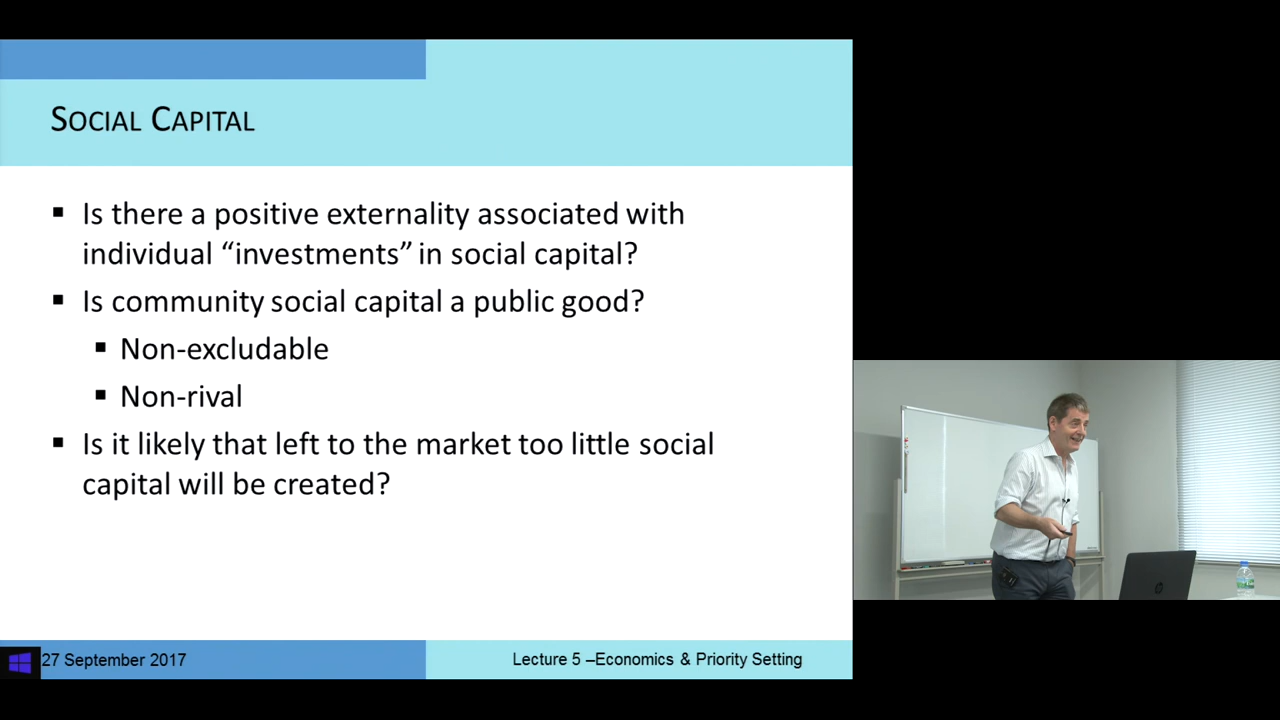 SOCIAL CAPITAL
▪ Is there a positive externality associated with
individual “investments” in social capital?
▪ Is community social capital a public good?
▪ Non-excludable
▪ Non-rival
▪ Is it likely that left to the market too little social
capital will be created?
27 September 2017
Lecture 5 –Economics & Priority Setting